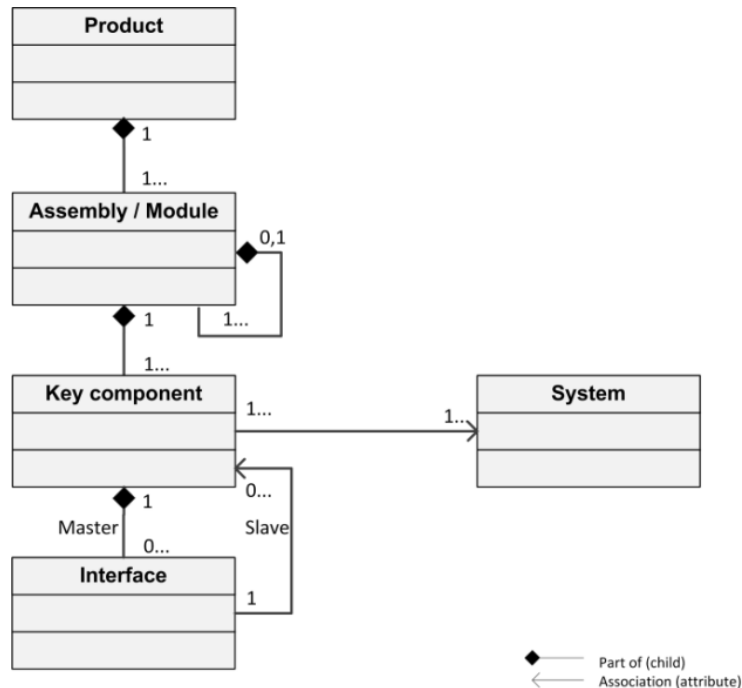 Product
1
1...
Assembly / Module
0,1
1...
1
1...
Key component
1...
1...
System
0...
1
Master
Slave
0...
Interface
1
Part of (child)
Association (attribute)